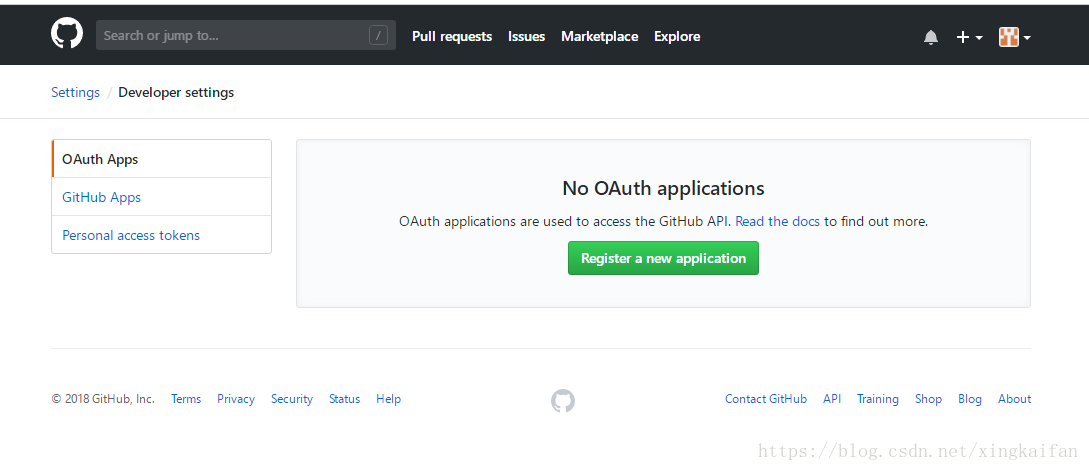 Search or jump to... / Pull requests Issues Marketplace Explore
Settings / Developer settings
OAuth Apps
GitHub Apps
Personal access tokens
No OAuth applications
OAuth applications are used to access the GitHub API. Read the docs to find out more.
Register a new application
© 2018 GitHub, Inc. Terms Privacy Security Status Help Contact GitHub API Training Shop Blog About
https://blog.csdn.net/xingkaifan